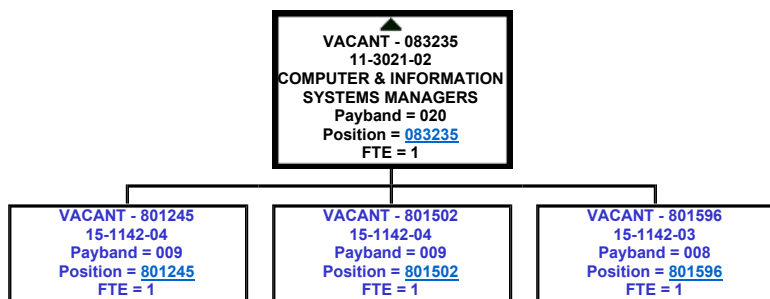 VACANT - 083235
11-3021-02
COMPUTER & INFORMATION
SYSTEMS MANAGERS
Payband = 020
Position = 083235
FTE = 1
VACANT - 801245
15-1142-04
Payband = 009
Position = 801245
FTE = 1
VACANT - 801502
15-1142-04
Payband = 009
Position = 801502
FTE = 1
VACANT - 801596
15-1142-03
Payband = 008
Position = 801596
FTE = 1